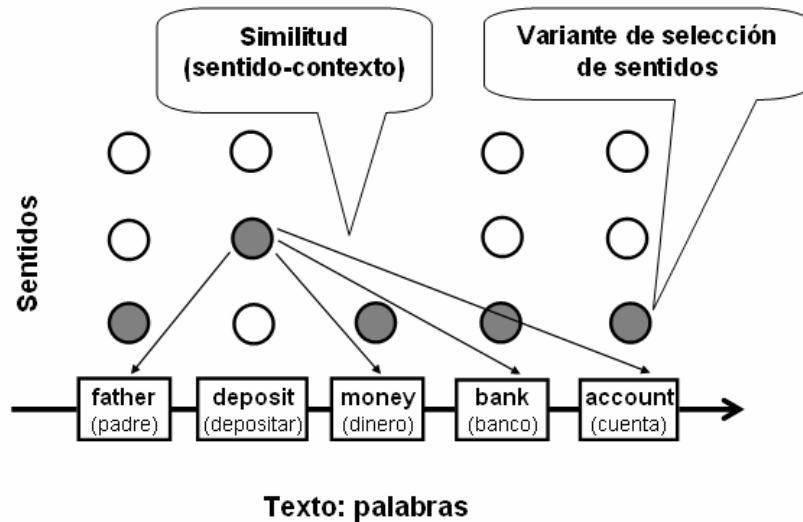 Similitud
(sentido-contexto)
Variante de selección
de sentidos
Sentidos
father
(padre)
deposit
(depositar)
money
(dinero)
bank
(banco)
account
(cuenta)
Texto: palabras